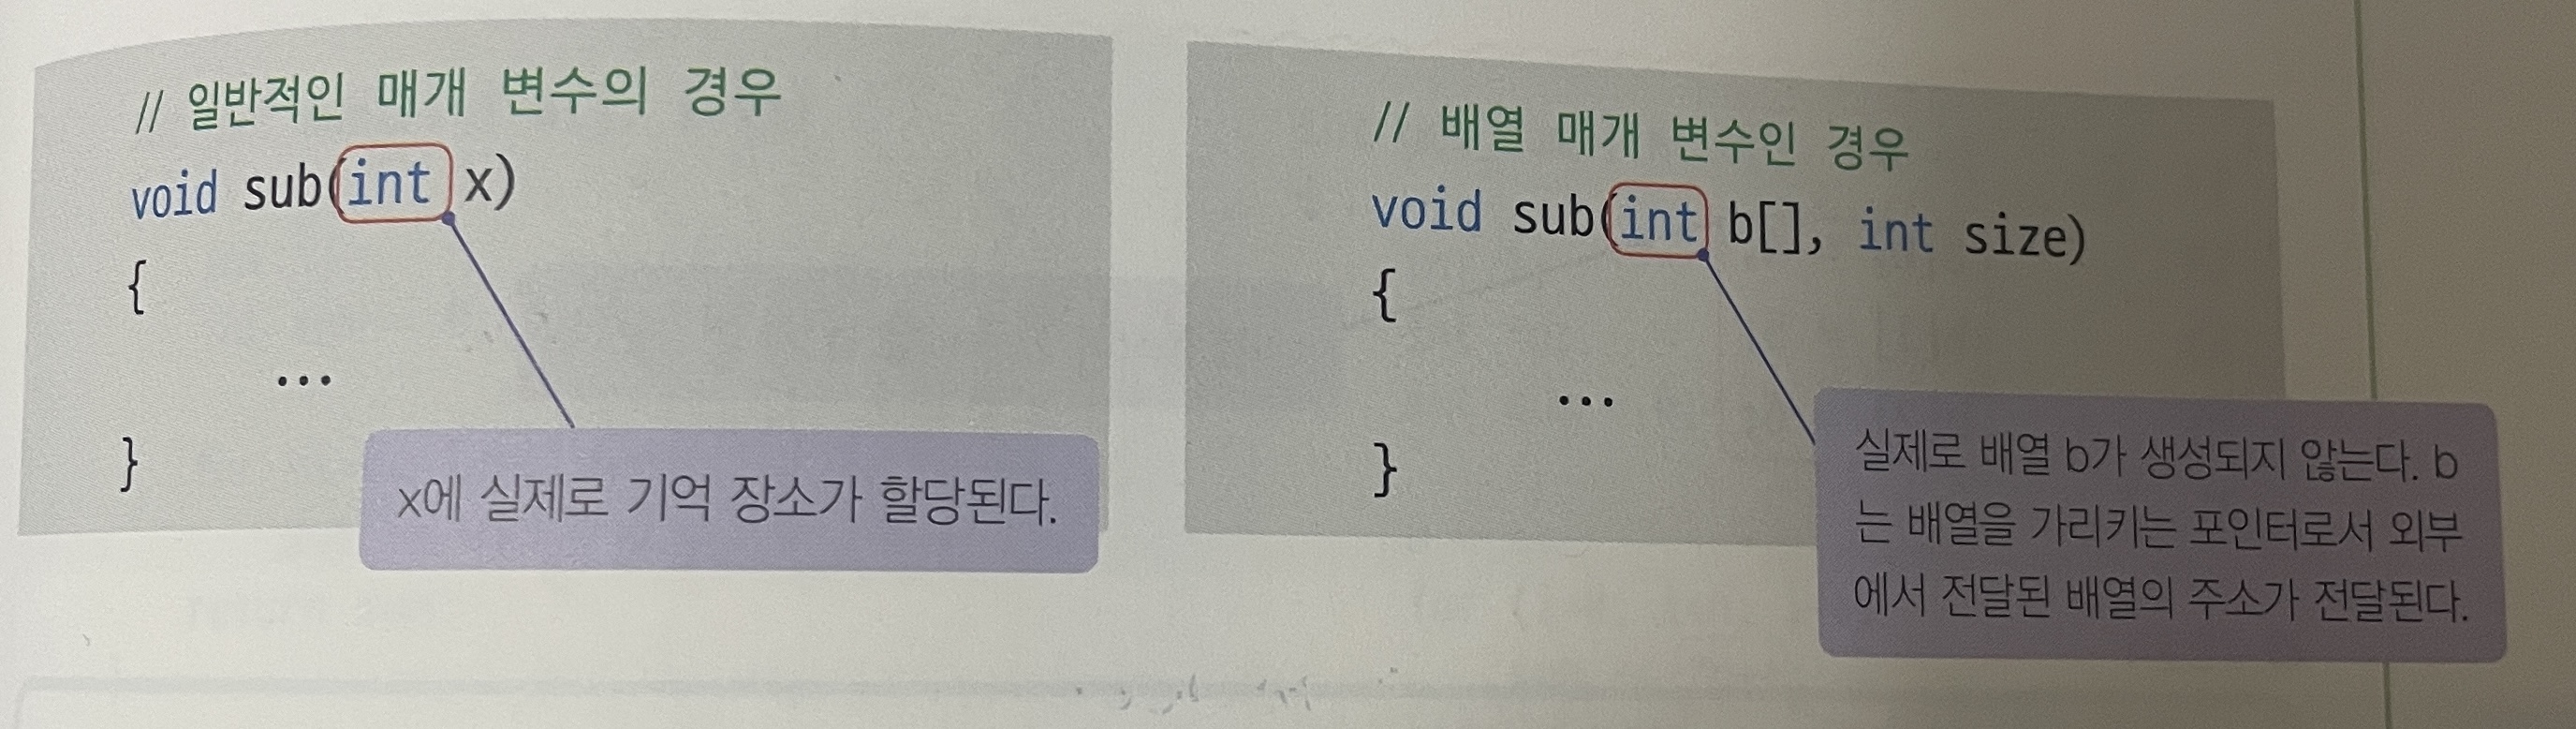 // 일반적인 매개 변수의 경우
void sub(int x)
{
...
}
x에 실제로 기억 장소가 할당된다.
// 배열 매개 변수인 경우
void sub(int b[], int size)
{
...
}
실제로 배열 b가 생성되지 않는다. b
는 배열을 가리키는 포인터로서 외부
에서 전달된 배열의 주소가 전달된다.